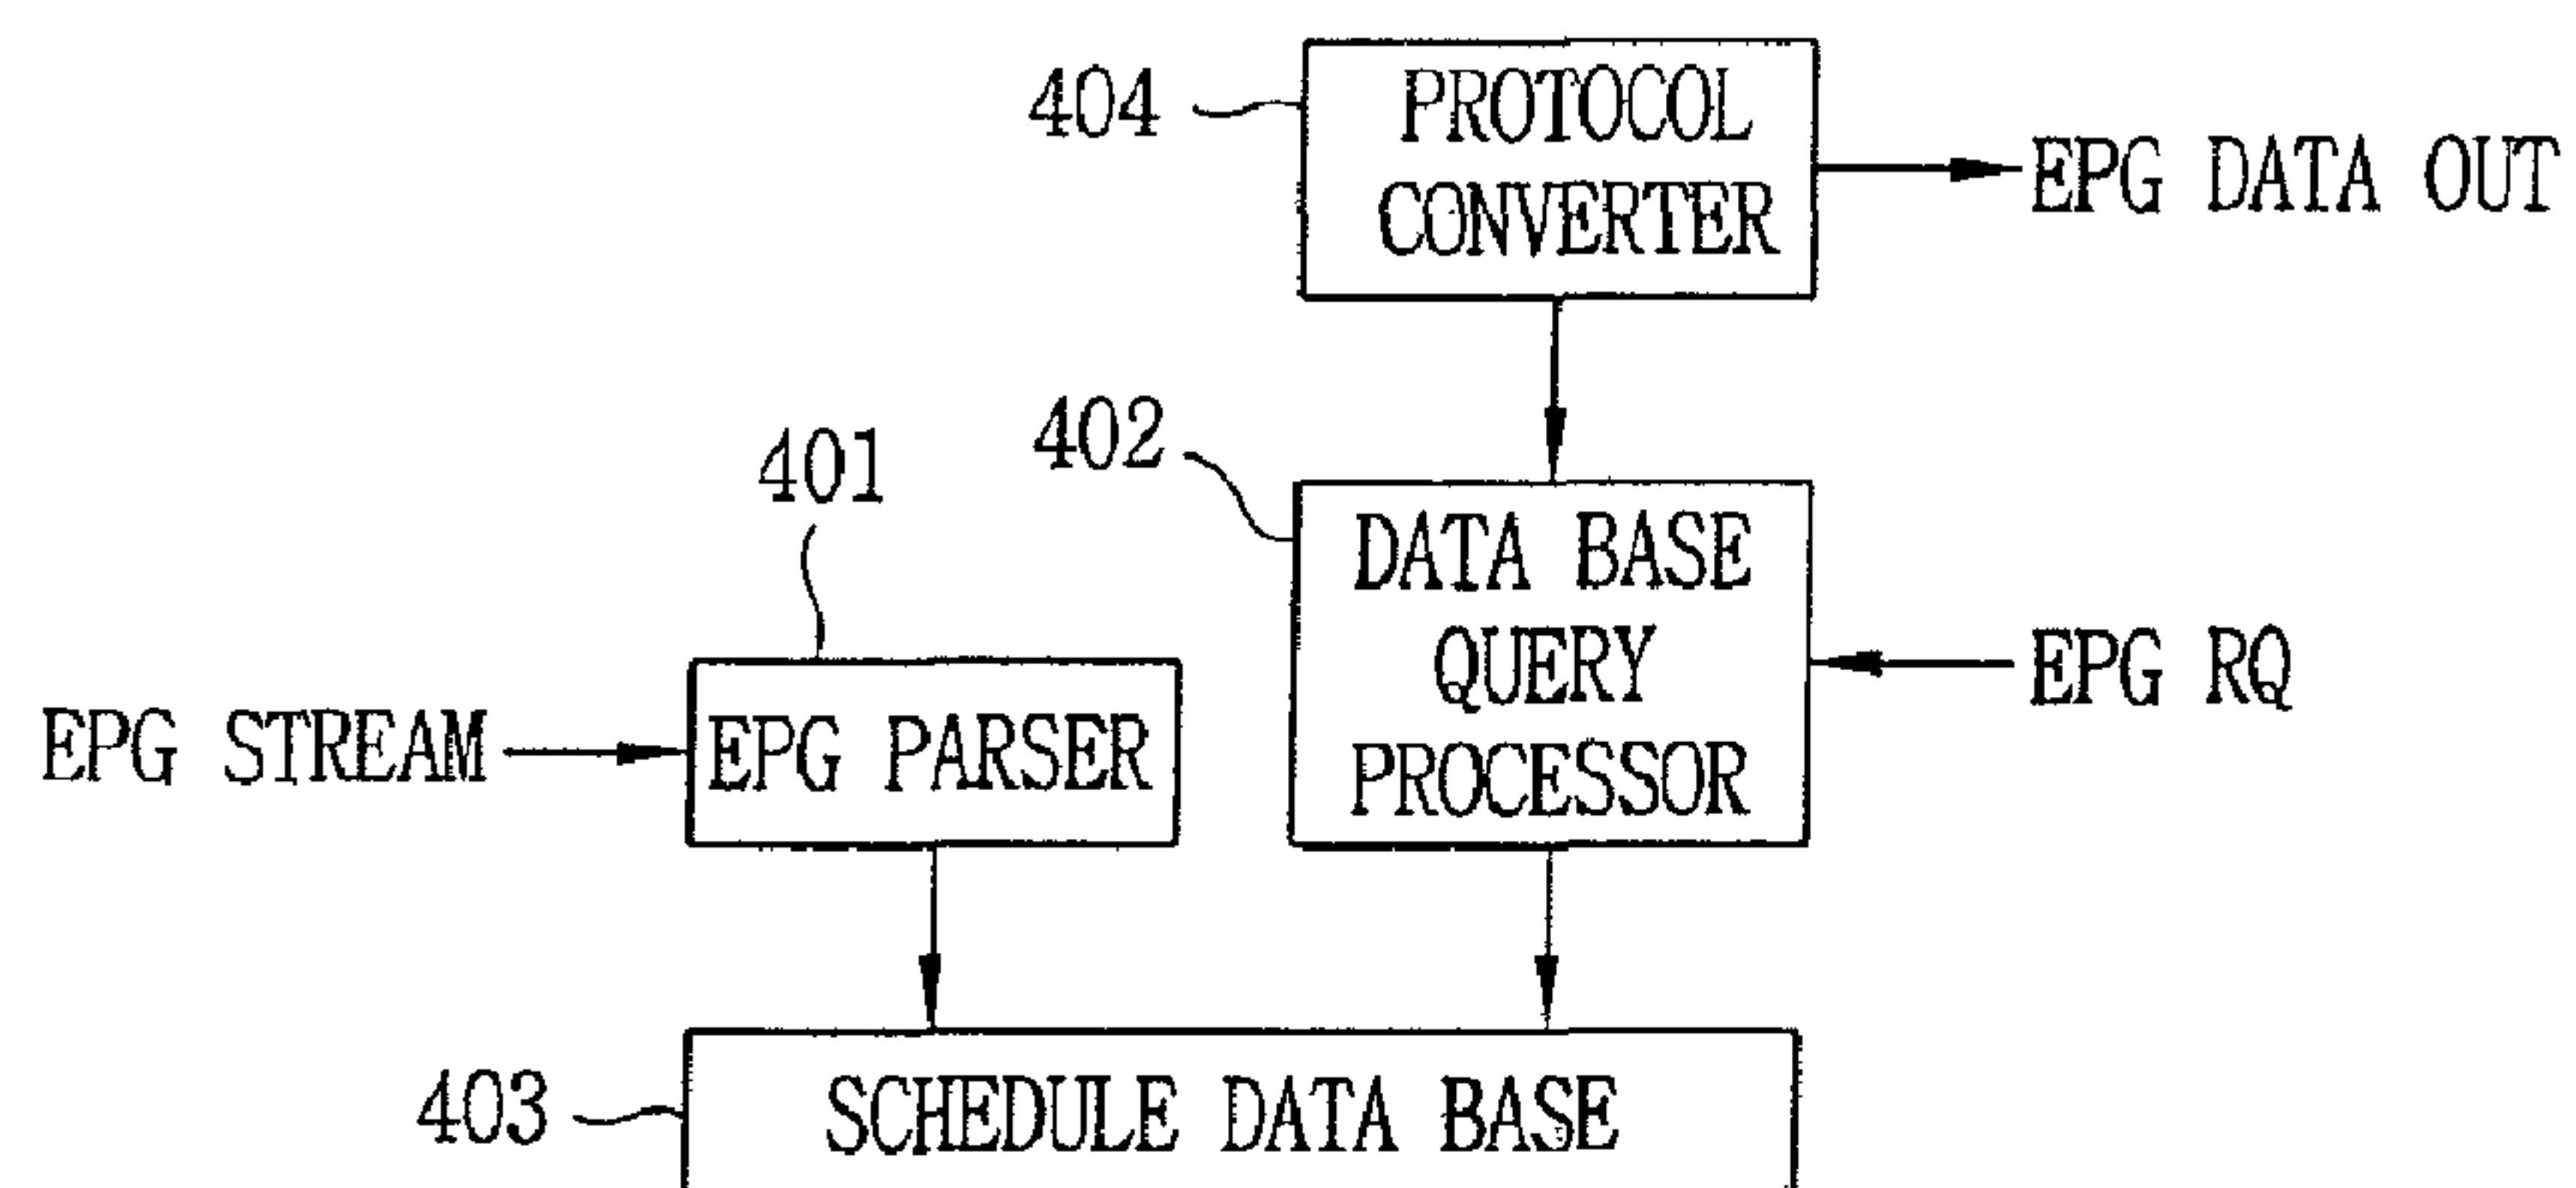 404
PROTOCOL
CONVERTER
EPG DATA OUT
402
401
DATA BASE
QUERY
PROCESSOR
EPG RQ
EPG STREAM
EPG PARSER
403
SCHEDULE DATA BASE